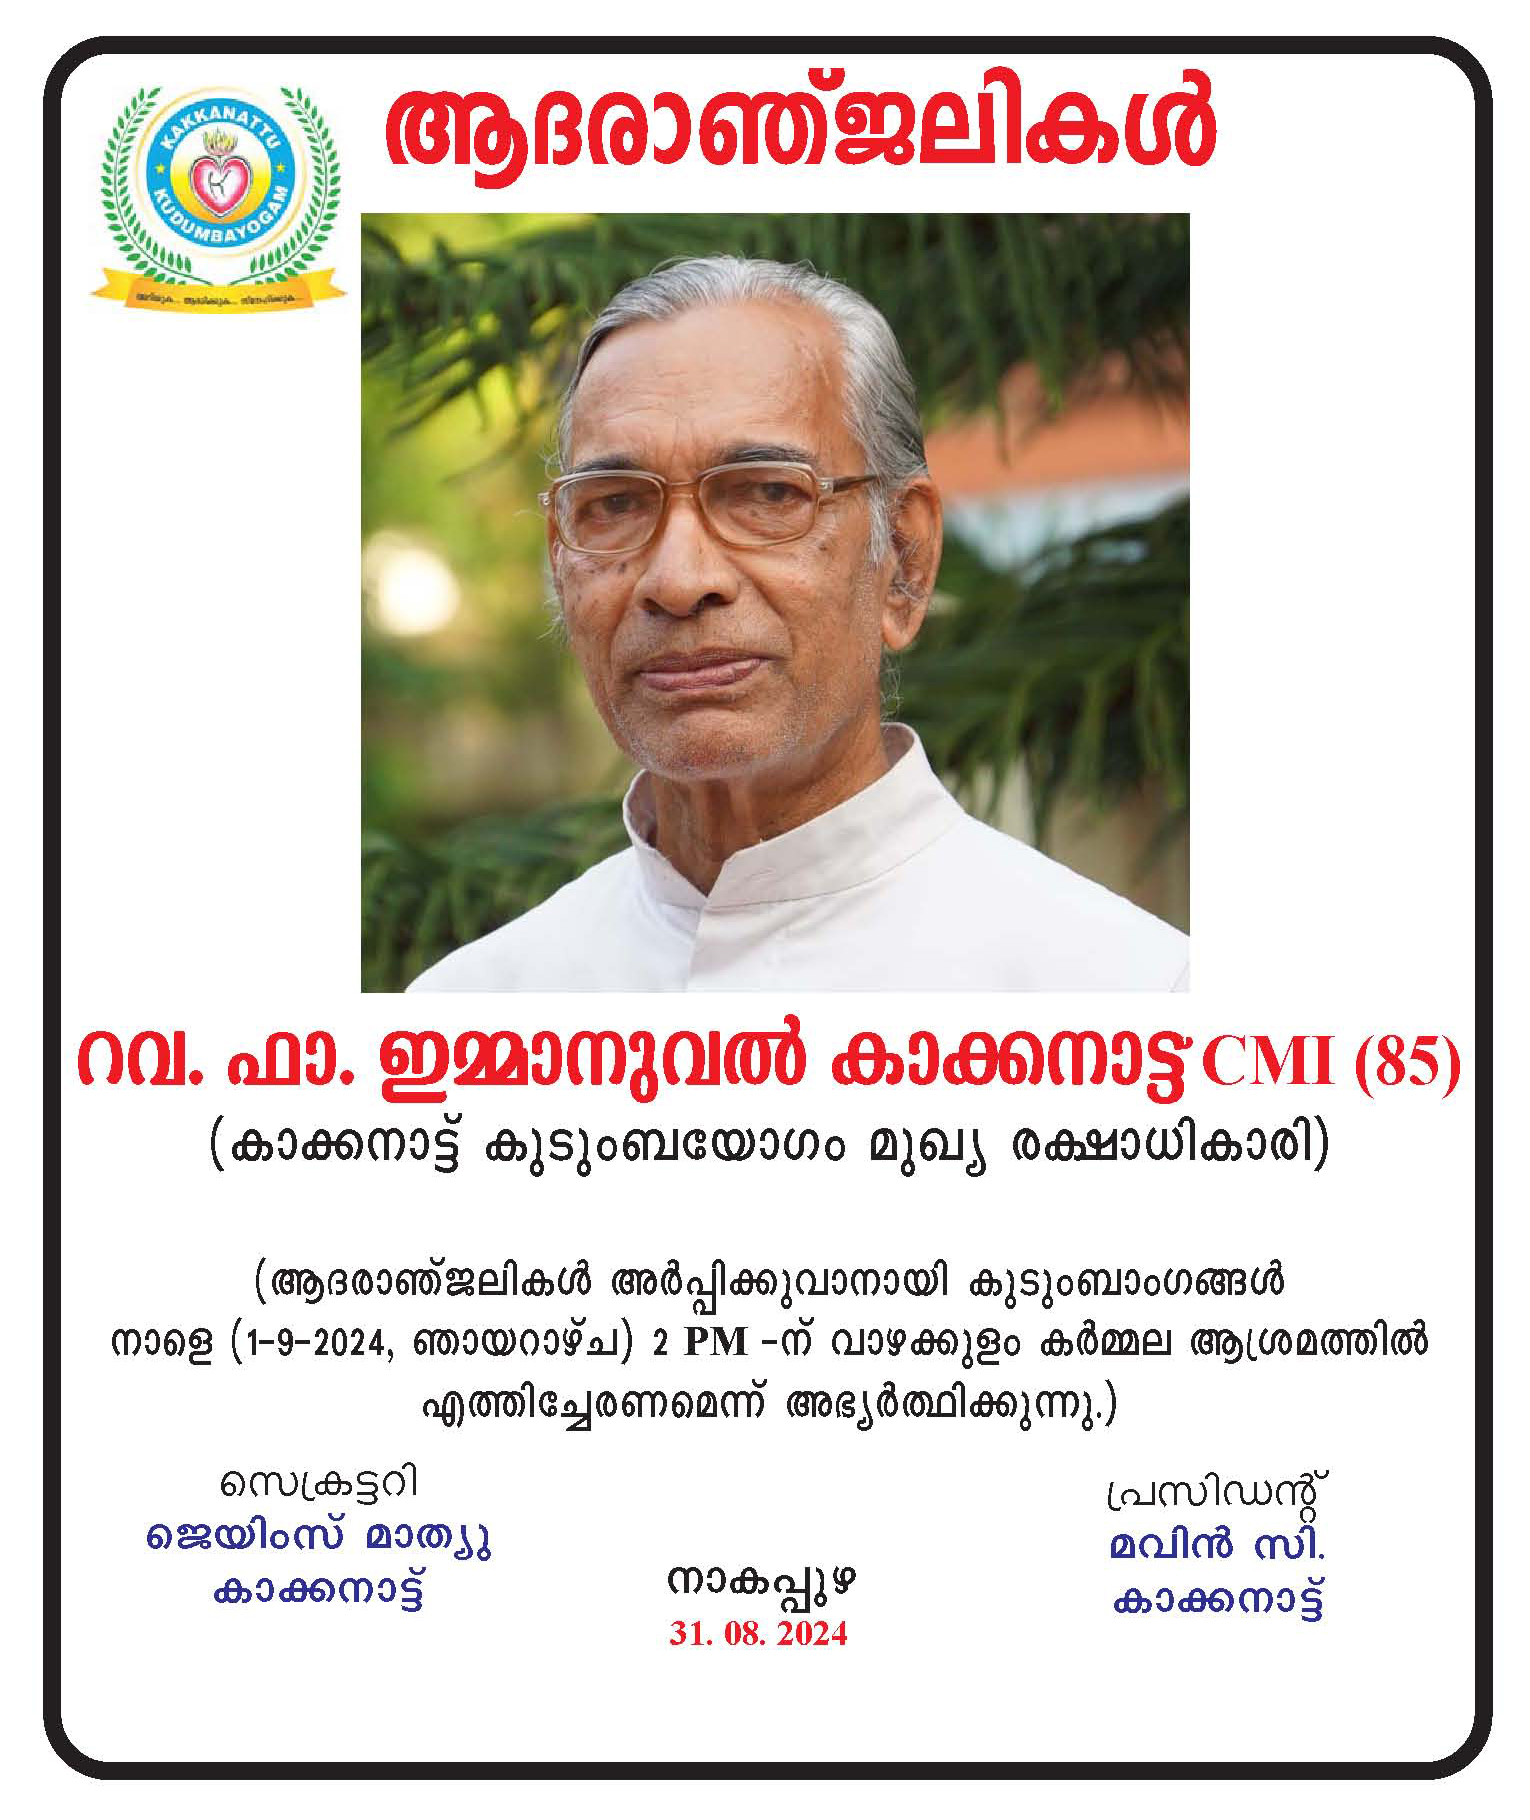 KAKKANATTU
KUDUMBAYOGAM
അറിയുക... ആദരിക്കുക... സ്നേഹിക്കുക...
ആദരാഞ്ജലികൾ
റവ. ഫാ. ഇമ്മാനുവൽ കാക്കനാട്ട് CMI (85)
(കാക്കനാട്ട് കുടുംബയോഗം മുഖ്യ രക്ഷാധികാരി)
(ആദരാഞ്ജലികൾ അർപ്പിക്കുവാനായി കുടുംബാംഗങ്ങൾ
നാളെ (1-9-2024, ഞായറാഴ്ച) 2 PM -ന് വാഴക്കുളം കർമ്മല ആശ്രമത്തിൽ
എത്തിച്ചേരണമെന്ന് അഭ്യർത്ഥിക്കുന്നു.)
സെക്രട്ടറി
ജെയിംസ് മാത്യു
കാക്കനാട്ട്
നാകപ്പുഴ
31. 08. 2024
പ്രസിഡന്റ്
മവിൻ സി.
കാക്കനാട്ട്